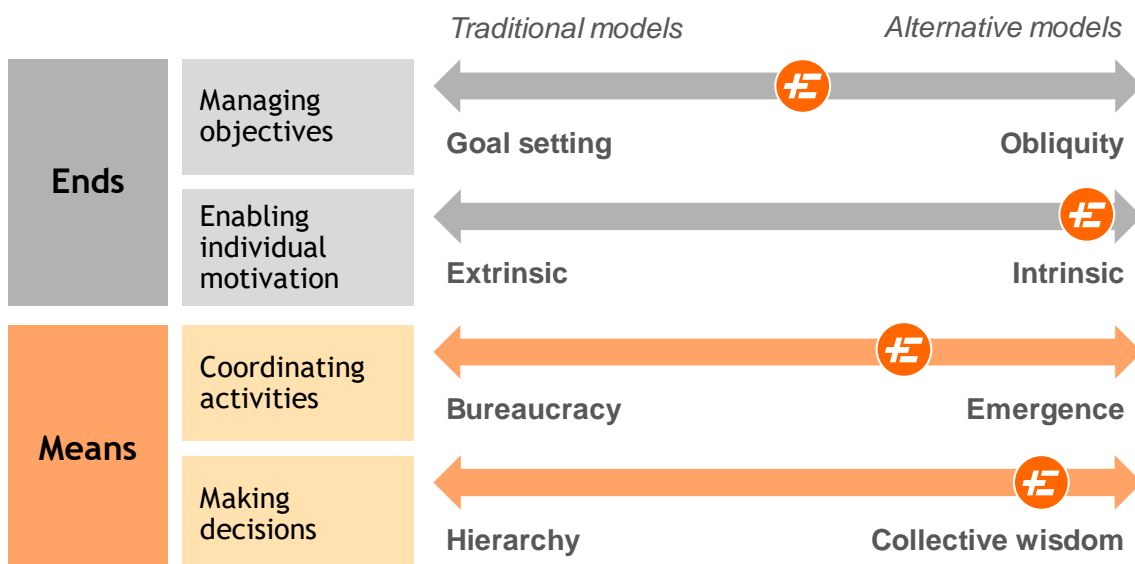 Traditional models
Alternative models
Ends
Managing
objectives
Goal setting
Obliquity
Enabling
individual
motivation
Extrinsic
Intrinsic
Means
Coordinating
activities
Bureaucracy
Emergence
Making
decisions
Hierarchy
Collective wisdom